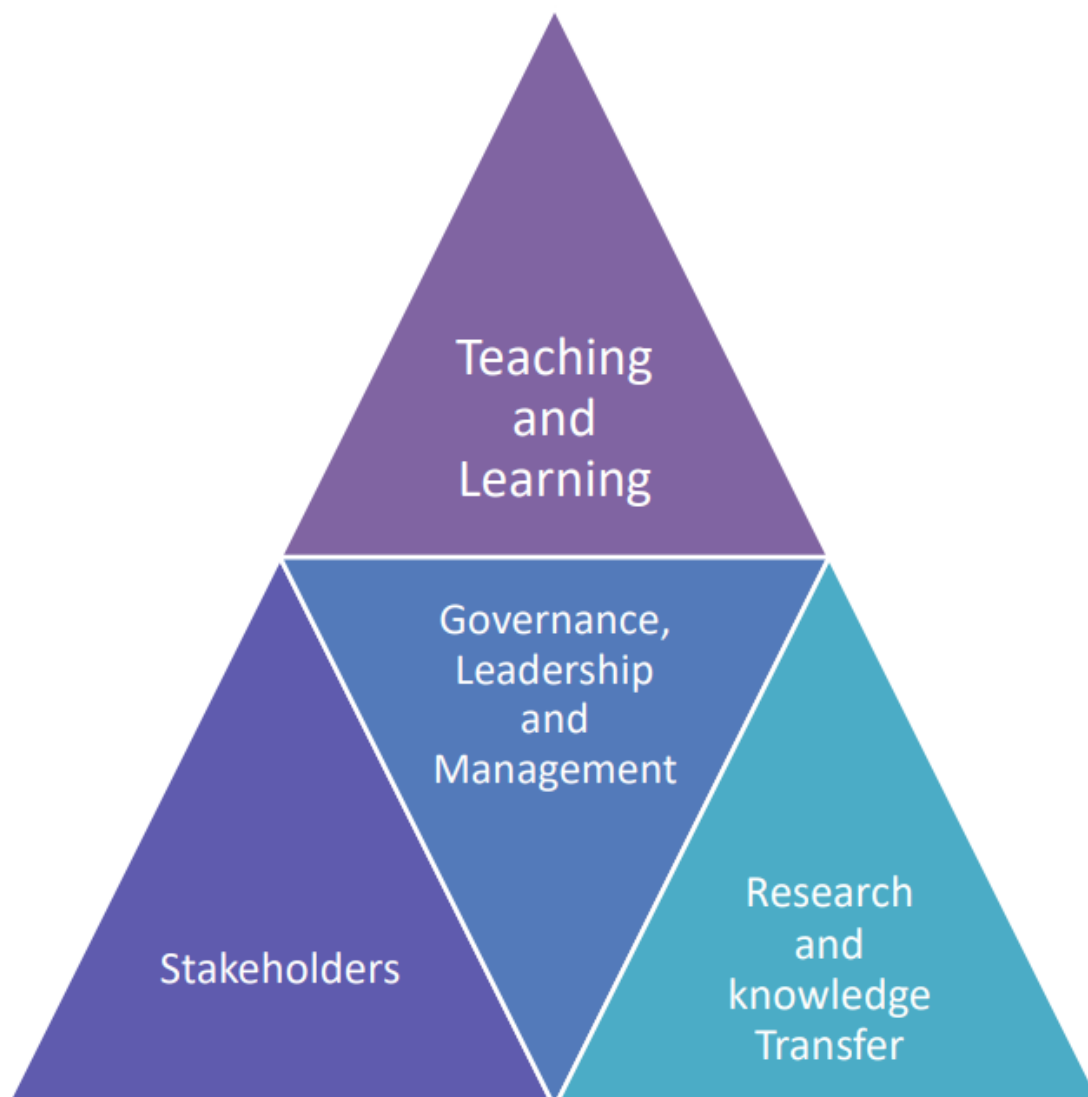 Teaching
and
Learning
Governance,
Leadership
and
Management
Stakeholders
Research
and
knowledge
Transfer